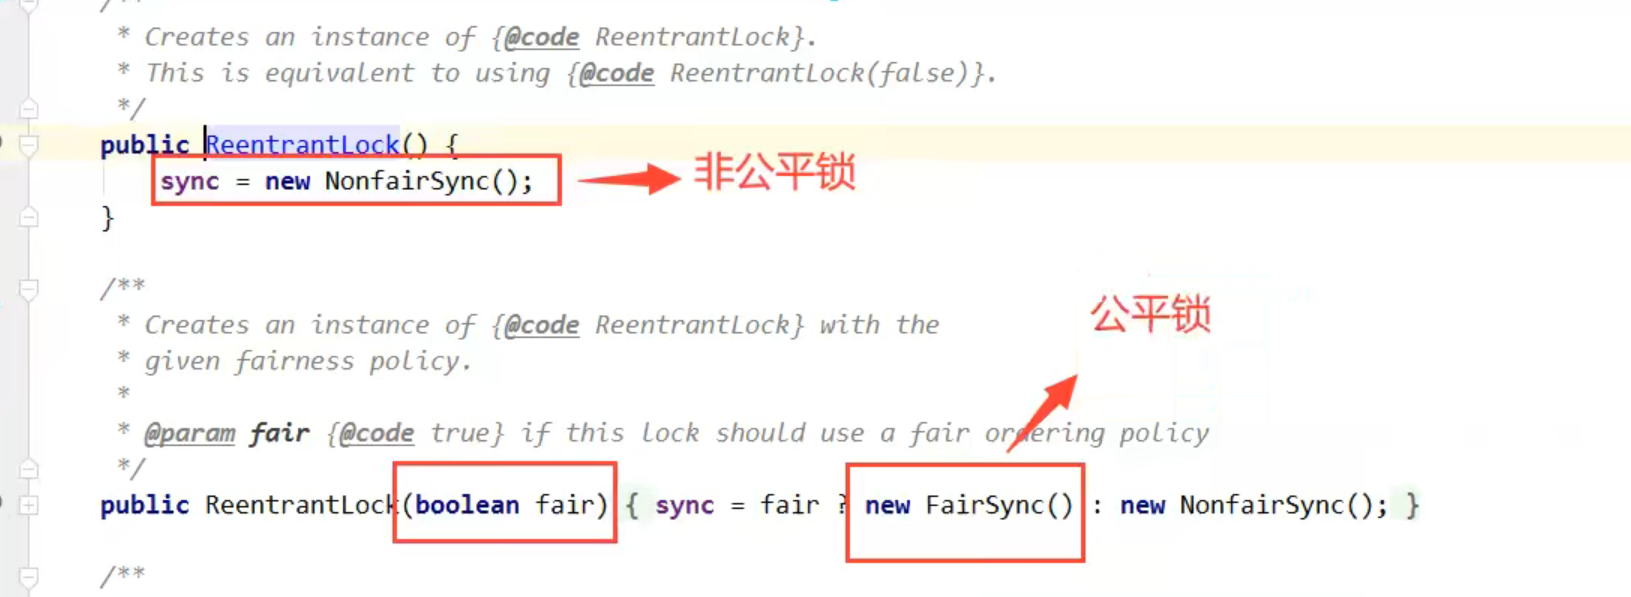 /**
* Creates an instance of {@code ReentrantLock}.
* This is equivalent to using {@code ReentrantLock(false)}.
*/
public ReentrantLock() {
sync = new NonfairSync();
非公平锁
}
/**
* Creates an instance of {@code ReentrantLock} with the
公平锁
* given fairness policy.
*
* @param fair {@code true} if this lock should use a fair ordering policy
*/
public ReentrantLock(boolean fair) { sync = fair ? new FairSync() : new NonfairSync(); }
/**